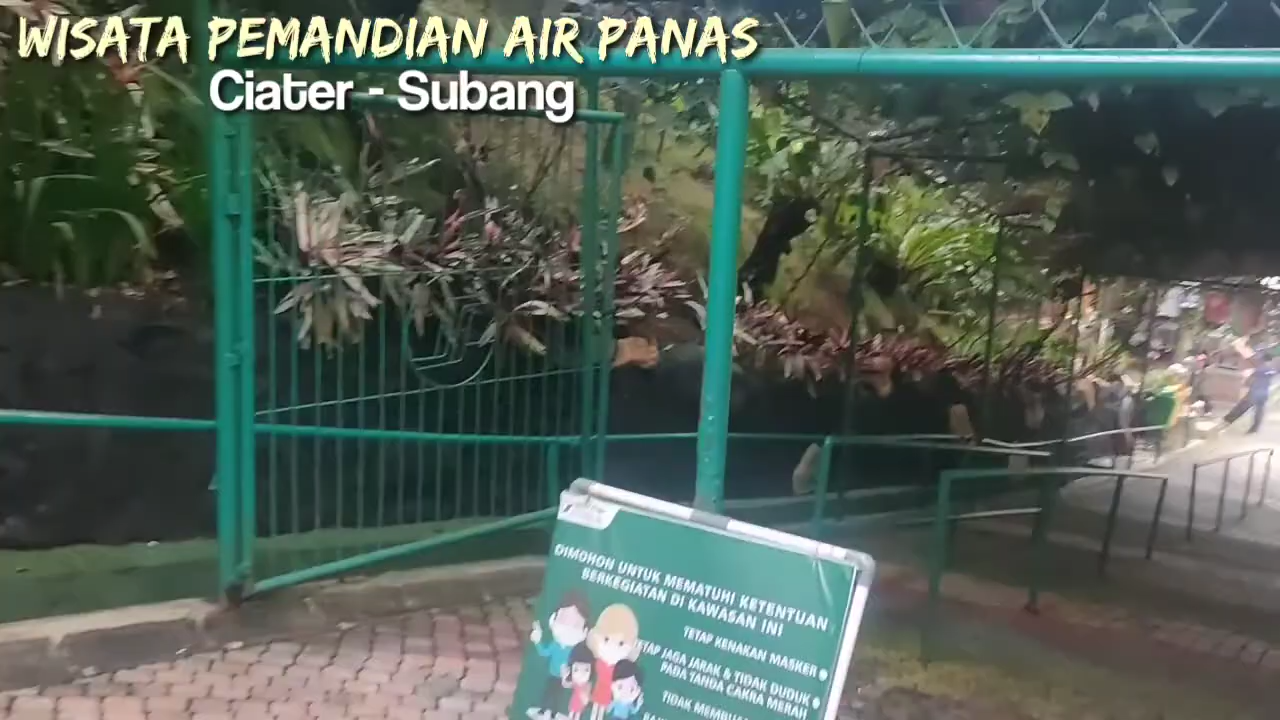 WISATA PEMANDIAN AIR PANAS
Ciater - Subang
DIMOHON UNTUK MEMATUHI KETENTUAN
BERKEGIATAN DI KAWASAN INI
TETAP KENAKAN MASKER
TETAP JAGA JARAK & TIDAK DUDUK
PADA TANDA CAKRA MERAH
TIDAK